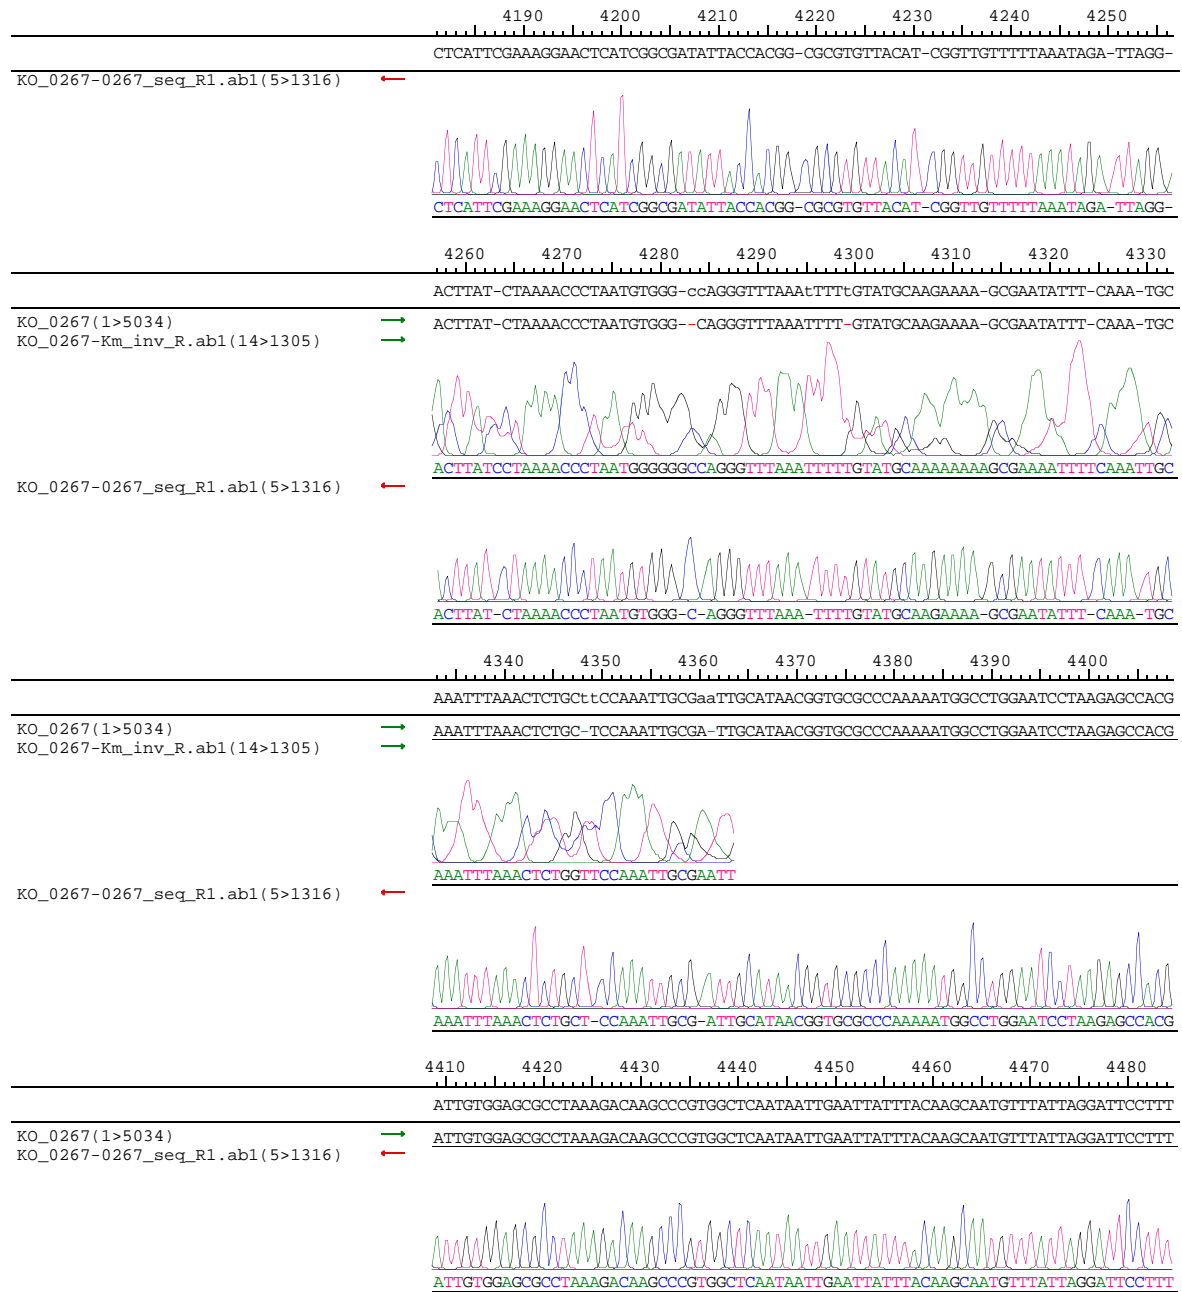 4190 4200 4210 4220 4230 4240 4250
CTCATTCGAAAGGAACTCATCGGCGATATTACCACGG-CGCGTGTTACAT-CGGTTGTTTTTAAATAGA-TTAGG-
KO_0267-0267_seq_R1.ab1(5>1316)
CTCATTCGAAAGGAACTCATCGGCGATATTACCACGG-CGCGTGTTACAT-CGGTTGTTTTTAAATAGA-TTAGG-
4260 4270 4280 4290 4300 4310 4320 4330
ACTTAT-CTAAAACCCTAATGTGGG-ccAGGGTTTAAAtTTTtGTATGCAAGAAAA-GCGAATATTT-CAAA-TGC
KO_0267(1>5034) ACTTAT-CTAAAACCCTAATGTGGG--CAGGGTTTAAATTTT-GTATGCAAGAAAA-GCGAATATTT-CAAA-TGC
KO_0267-Km_inv_R.ab1(14>1305)
ACTTATCCTAAAACCCTAATGGGGGGCCAGGGTTTAAATTTTTGTATGCAAAAAAAAGCGAAAATTTTCAAATTGC
KO_0267-0267_seq_R1.ab1(5>1316)
ACTTAT-CTAAAACCCTAATGTGGG-C-AGGGTTTAAA-TTTTGTATGCAAGAAAA-GCGAATATTT-CAAA-TGC
4340 4350 4360 4370 4380 4390 4400
AAATTTAAACTCTGCttCCAAATTGCGaaTTGCATAACGGTGCGCCCAAAAATGGCCTGGAATCCTAAGAGCCACG
KO_0267(1>5034) AAATTTAAACTCTGC-TCCAAATTGCGA-TTGCATAACGGTGCGCCCAAAAATGGCCTGGAATCCTAAGAGCCACG
KO_0267-Km_inv_R.ab1(14>1305)
AAATTTAAACTCTGGTTCCAAATTGCGAATT
KO_0267-0267_seq_R1.ab1(5>1316)
AAATTTAAACTCTGCT-CCAAATTGCG-ATTGCATAACGGTGCGCCCAAAAATGGCCTGGAATCCTAAGAGCCACG
4410 4420 4430 4440 4450 4460 4470 4480
ATTGTGGAGCGCCTAAAGACAAGCCCGTGGCTCAATAATTGAATTATTTACAAGCAATGTTTATTAGGATTCCTTT
KO_0267(1>5034) ATTGTGGAGCGCCTAAAGACAAGCCCGTGGCTCAATAATTGAATTATTTACAAGCAATGTTTATTAGGATTCCTTT
KO_0267-0267_seq_R1.ab1(5>1316)
ATTGTGGAGCGCCTAAAGACAAGCCCGTGGCTCAATAATTGAATTATTTACAAGCAATGTTTATTAGGATTCCTTT